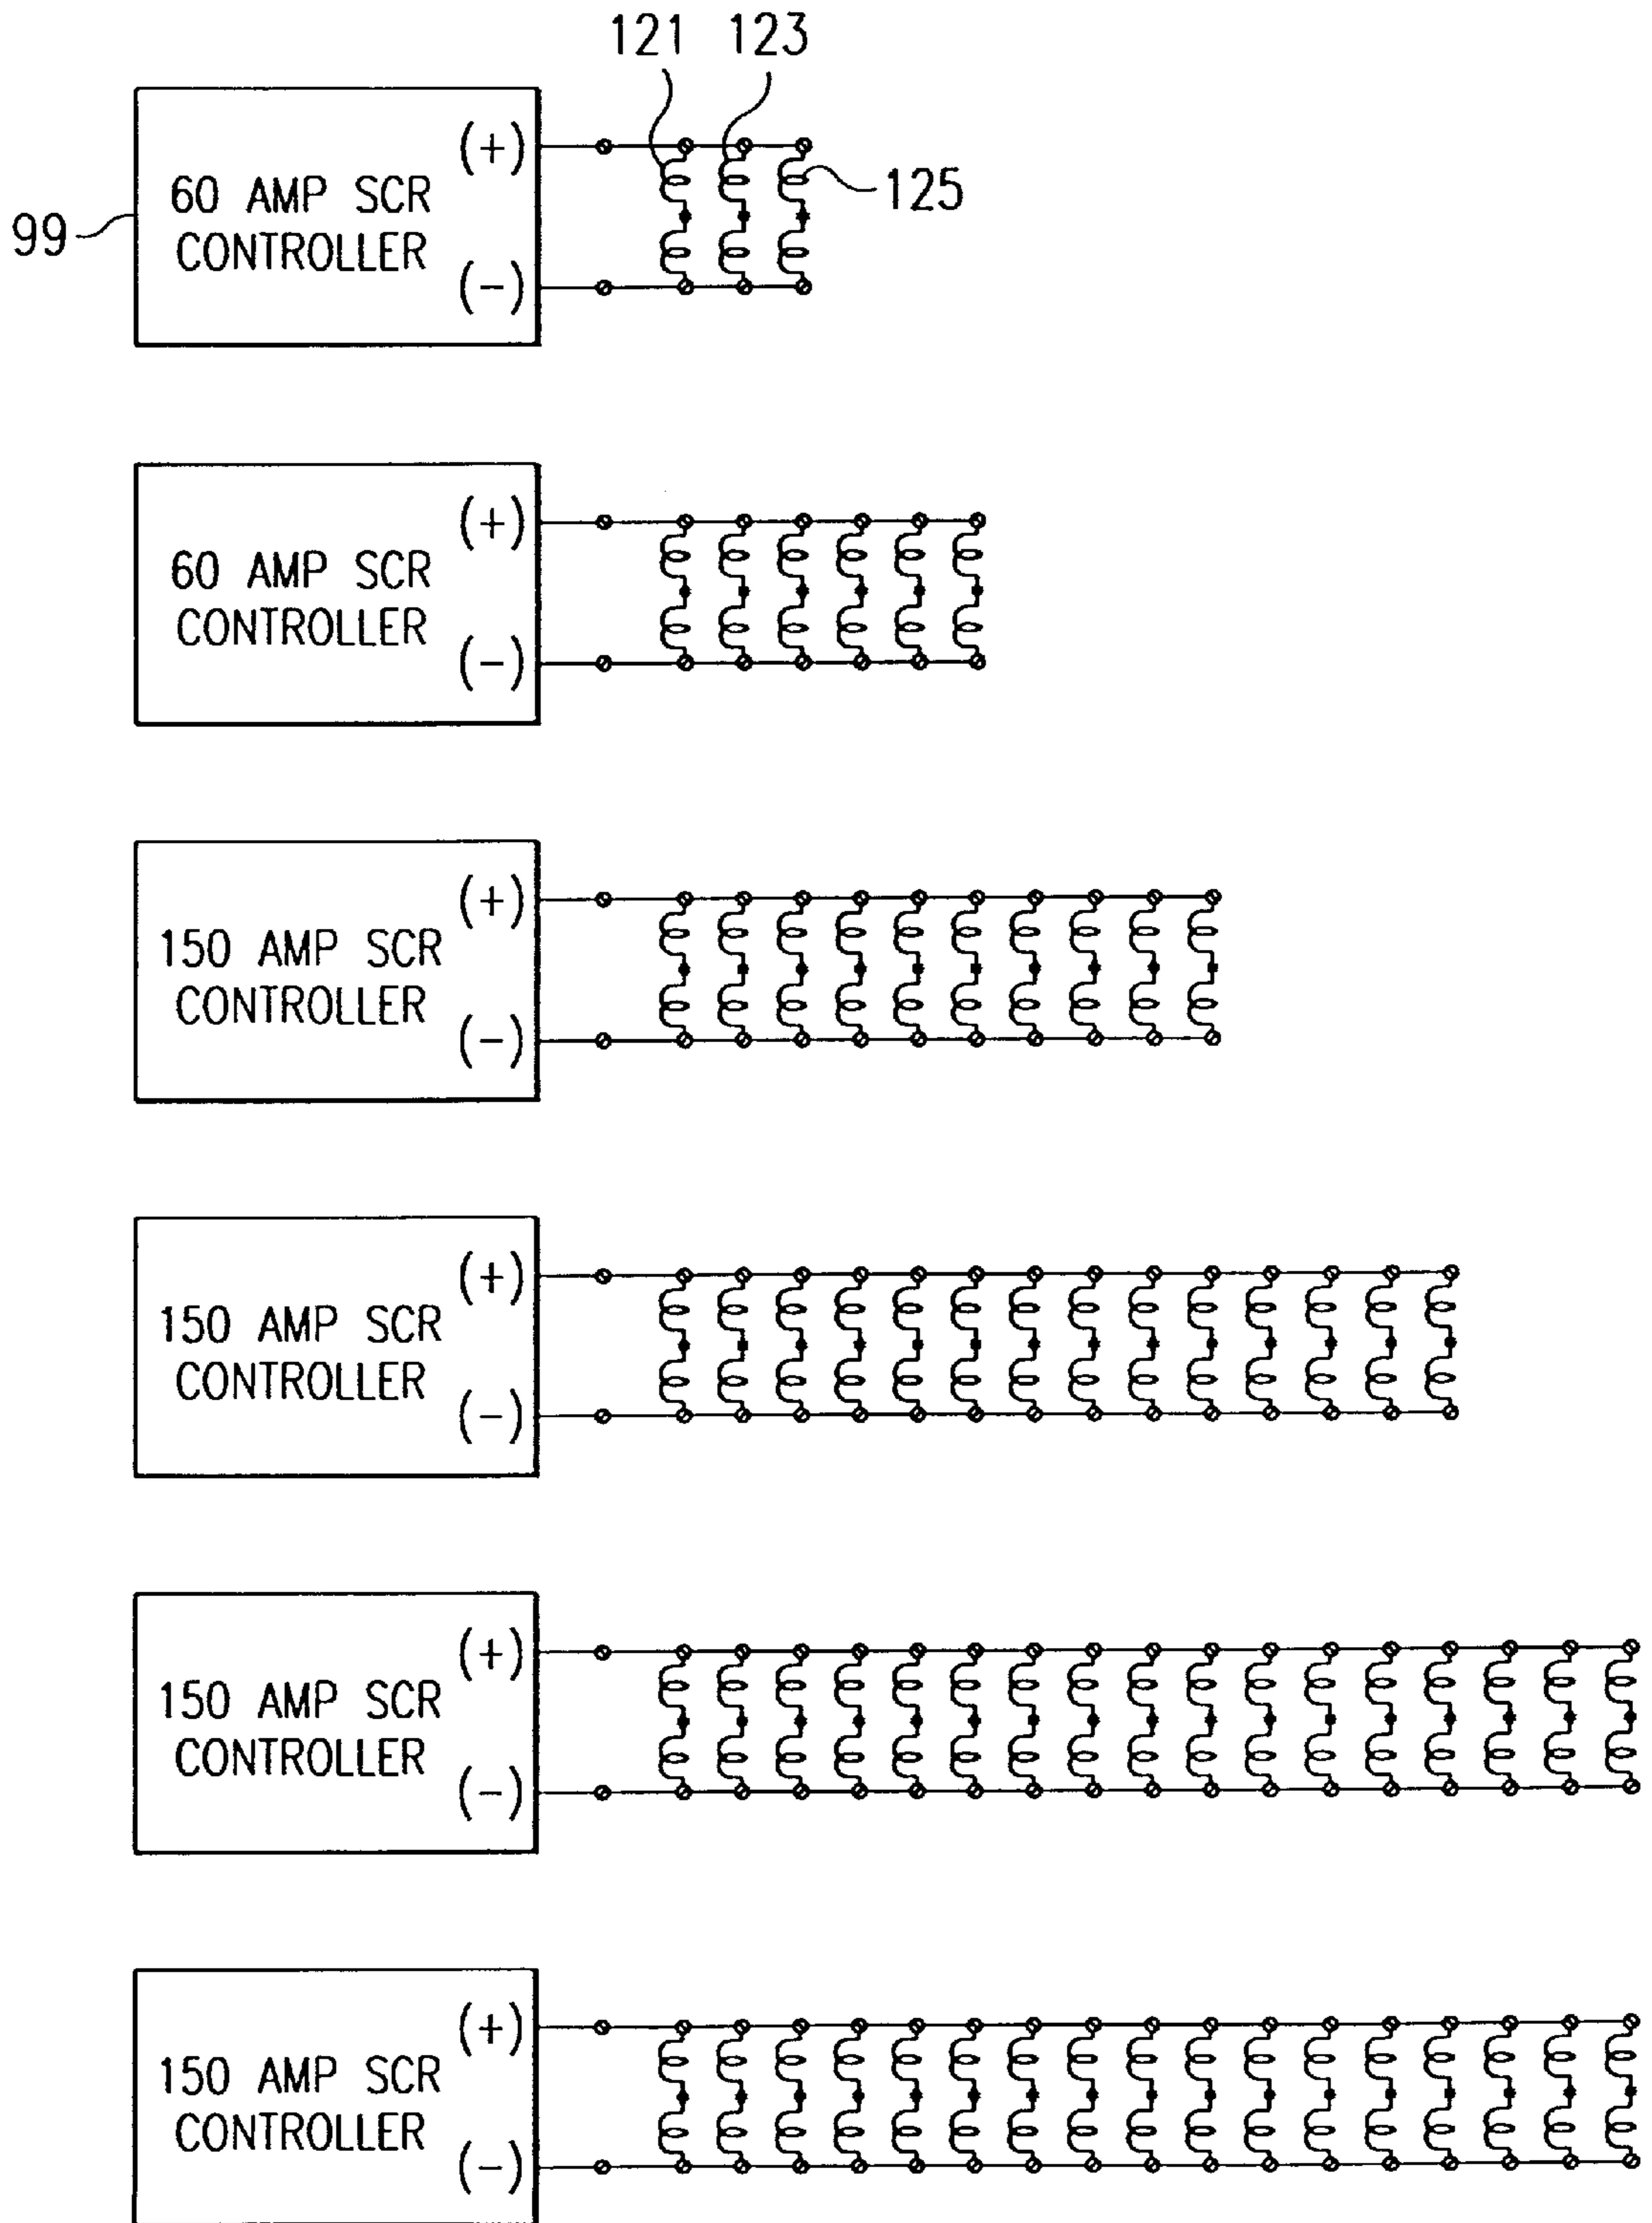 121 123
(+)
60 AMP SCR
CONTROLLER
(-)
99
125
(+)
60 AMP SCR
CONTROLLER
(-)
(+)
150 AMP SCR
CONTROLLER
(-)
(+)
150 AMP SCR
CONTROLLER
(-)
(+)
150 AMP SCR
CONTROLLER
(-)
(+)
150 AMP SCR
CONTROLLER
(-)